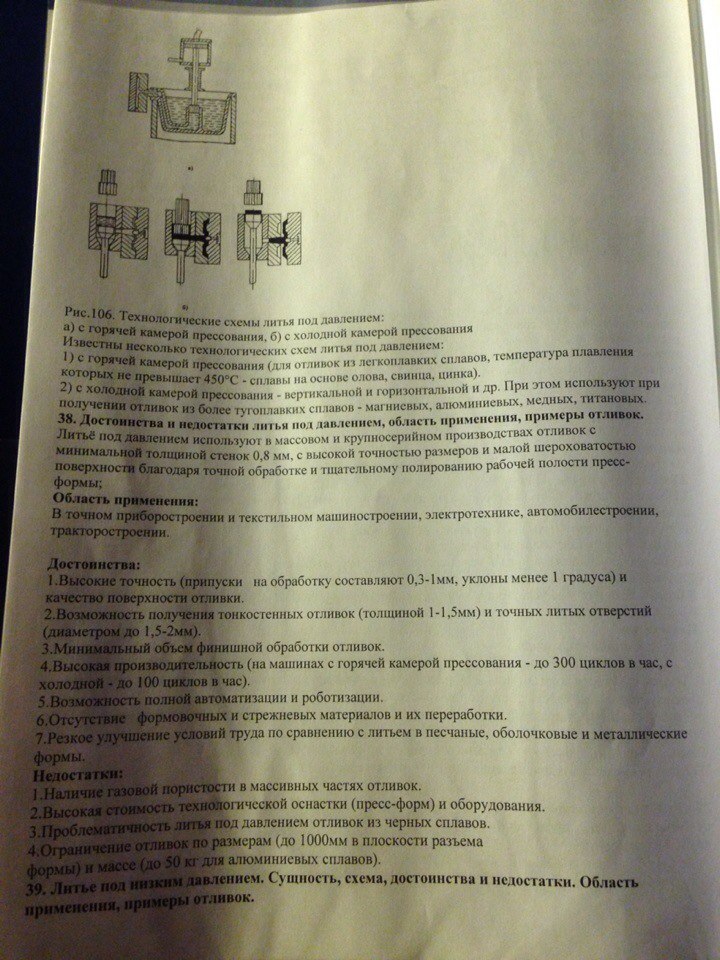 а)
б)
Рис.106. Технологические схемы литья под давлением:
а) с горячей камерой прессования, б) с холодной камерой прессования
Известны несколько технологических схем литья под давлением:
1) с горячей камерой прессования (для отливок из легкоплавких сплавов, температура плавления
которых не превышает 450°С - сплавы на основе олова, свинца, цинка).
2) с холодной камерой прессования - вертикальной и горизонтальной и др. При этом используют при
получении отливок из более тугоплавких сплавов - магниевых, алюминиевых, медных, титановых.
38. Достоинства и недостатки литья под давлением, область применения, примеры отливок.
Литьё под давлением используют в массовом и крупносерийном производствах отливок с
минимальной толщиной стенок 0,8 мм, с высокой точностью размеров и малой шероховатостью
поверхности благодаря точной обработке и тщательному полированию рабочей полости пресс-
формы;
Область применения:
В точном приборостроении и текстильном машиностроении, электротехнике, автомобилестроении,
тракторостроении.
Достоинства:
1.Высокие точность (припуски на обработку составляют 0,3-1мм, уклоны менее 1 градуса) и
качество поверхности отливки.
2.Возможность получения тонкостенных отливок (толщиной 1-1,5мм) и точных литых отверстий
(диаметром до 1,5-2мм).
3.Минимальный объем финишной обработки отливок.
4.Высокая производительность (на машинах с горячей камерой прессования - до 300 циклов в час, с
холодной - до 100 циклов в час).
5.Возможность полной автоматизации и роботизации.
6.Отсутствие формовочных и стрежневых материалов и их переработки.
7.Резкое улучшение условий труда по сравнению с литьем в песчаные, оболочковые и металлические
формы.
Недостатки:
1.Наличие газовой пористости в массивных частях отливок.
2.Высокая стоимость технологической оснастки (пресс-форм) и оборудования.
3.Проблематичность литья под давлением отливок из черных сплавов.
4.Ограничение отливок по размерам (до 1000мм в плоскости разъема
формы) и массе (до 50 кг для алюминиевых сплавов).
39. Литье под низким давлением. Сущность, схема, достоинства и недостатки. Область
применения, примеры отливок.